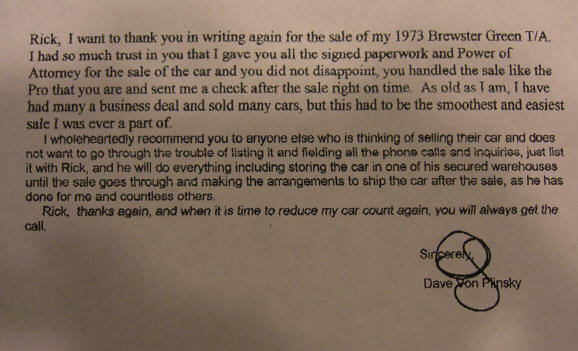 Rick, I want to thank you in writing again for the sale of my 1973 Brewster Green T/A.
I had so much trust in you that I gave you all the signed paperwork and Power of
Attorney for the sale of the car and you did not disappoint, you handled the sale like the
Pro that you are and sent me a check after the sale right on time. As old as I am, I have
had many a business deal and sold many cars, but this had to be the smoothest and easiest
sale I was ever a part of.
I wholeheartedly recommend you to anyone else who is thinking of selling their car and does
not want to go through the trouble of listing it and fielding all the phone calls and inquiries, just list
it with Rick, and he will do everything including storing the car in one of his secured warehouses
until the sale goes through and making the arrangements to ship the car after the sale, as he has
done for me and countless others.
Rick, thanks again, and when it is time to reduce my car count again, you will always get the
call.
Sincerely,
Dave Von Plinsky